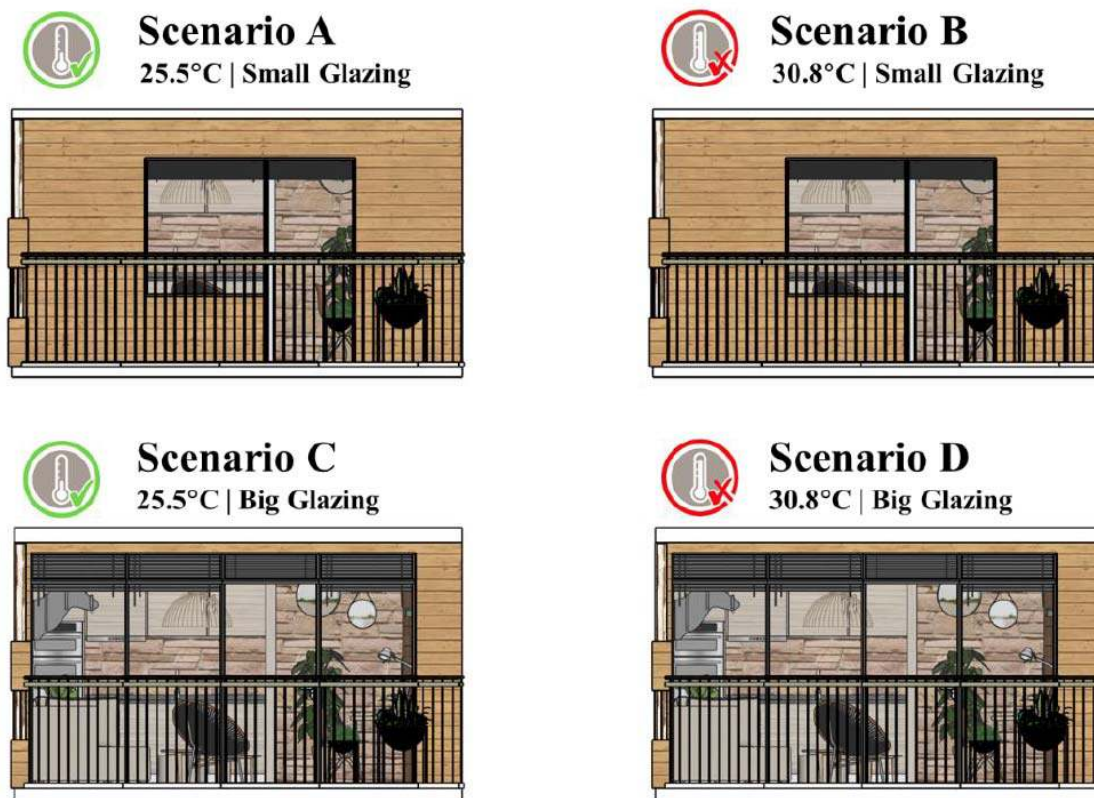 Scenario A
25.5°C | Small Glazing
Scenario B
30.8°C | Small Glazing
Scenario C
25.5°C | Big Glazing
Scenario D
30.8°C | Big Glazing